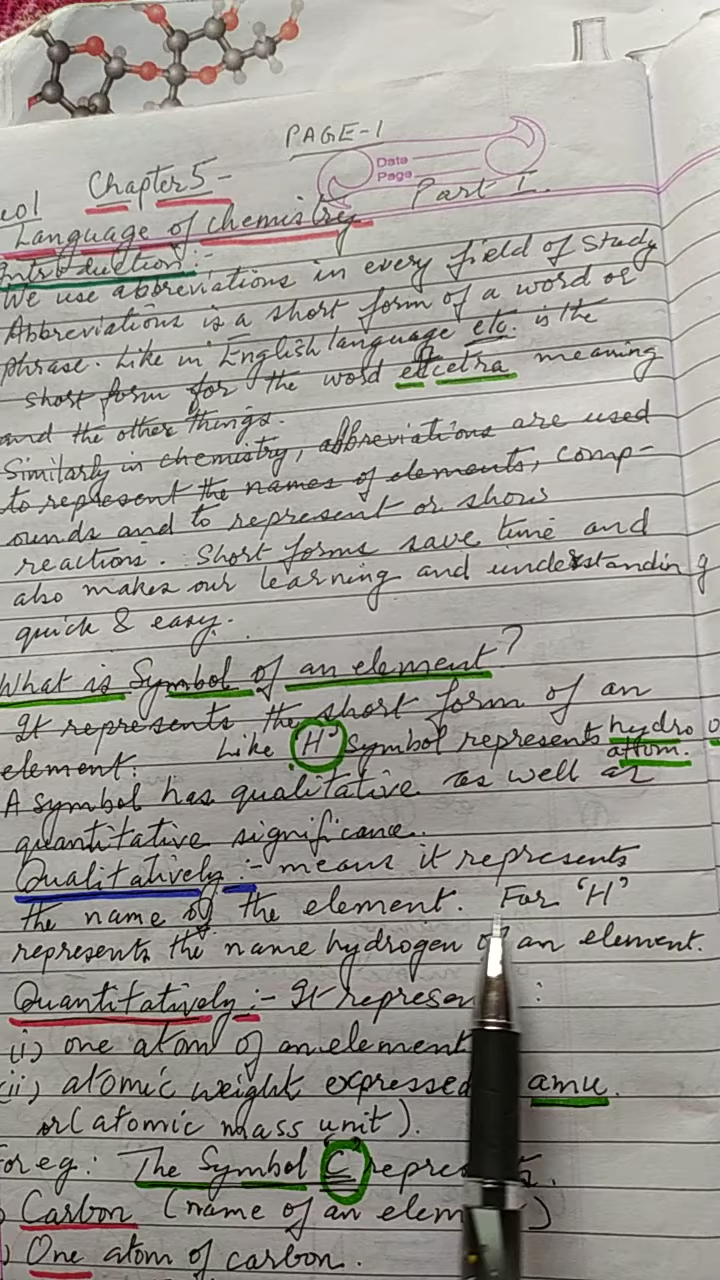 PAGE-1
Date
Page
Chapter 5-
Part I
Language of chemistry
Introduction:-
We use abbreviations in every field of study
Abbreviations is a short form of a word or
phrase. Like in English language etc. is the
short form for the word etcetra meaning
and the other things.
Similarly in chemistry, abbreviations are used
to represent the names of elements, comp-
ounds and to represent or show
reactions. Short forms save time and
also makes our learning and understanding
quick & easy.
What is Symbol of an element?
It represents the short form of an
element. Like 'H' Symbol represents hydro
attom.
A symbol has qualitative as well as
quantitative significance.
Qualitatively :- means it represents
the name of the element. For 'H'
represents the name hydrogen of an element.
Quantitatively :- It represen :
(i) one atom of an element
(ii) atomic weight expressed amu.
or (atomic mass unit).
For eg: The Symbol 'C' repres
Carbon (name of an elem )
One atom of carbon.